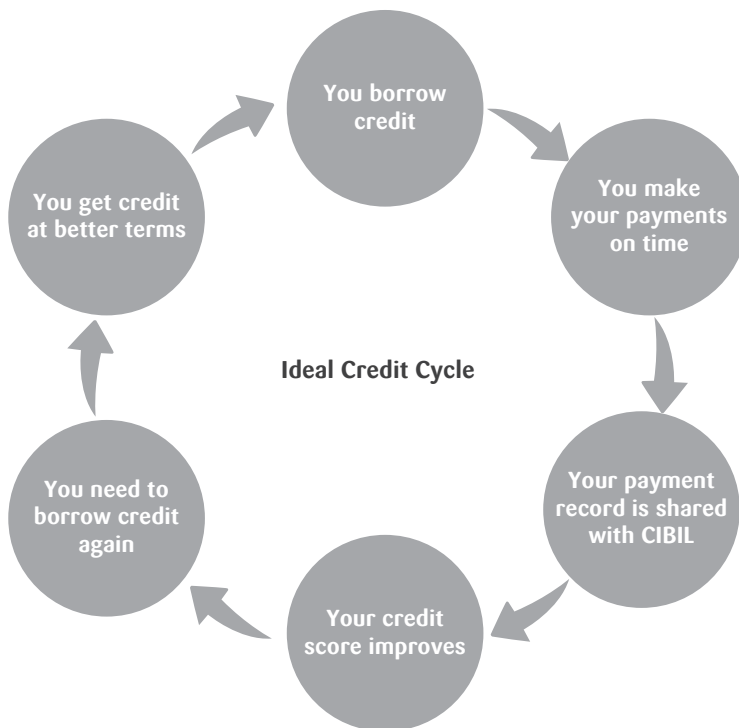 You borrow
credit
You make
your payments
on time
Your payment
record is shared
with CIBIL
Your credit
score improves
You need to
borrow credit
again
You get credit
at better terms
Ideal Credit Cycle